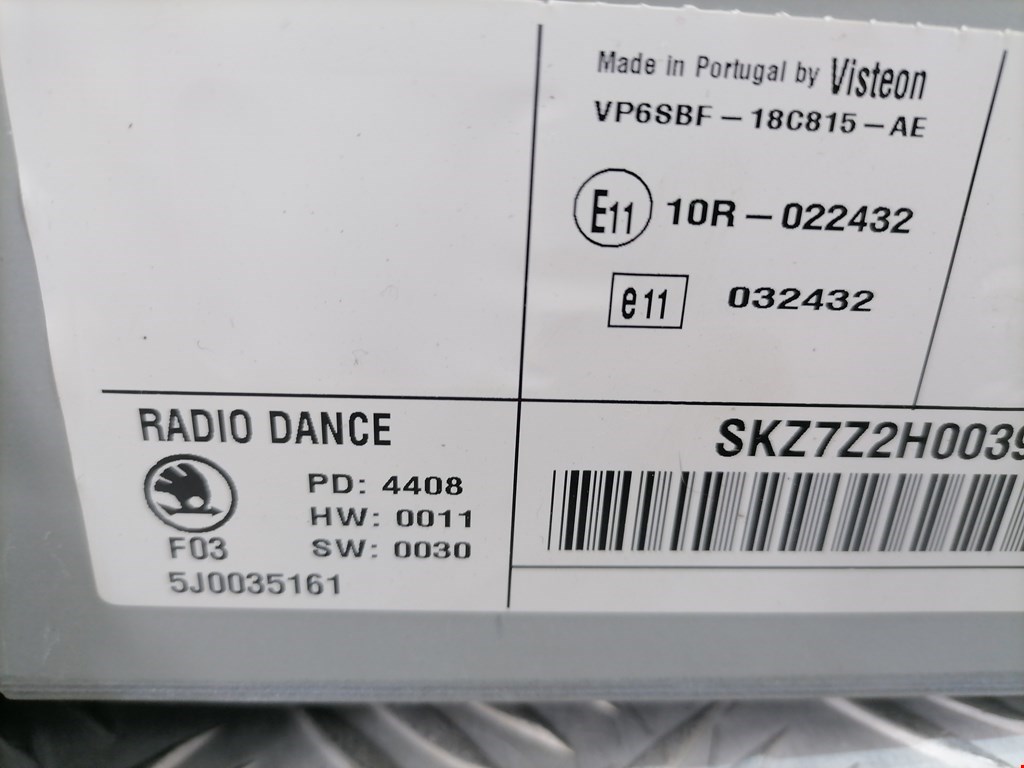 Made in Portugal by Visteon
VP6SBF-18C815-AE
E11 10R-022432
e11 032432
RADIO DANCE
PD: 4408
HW: 0011
F03 SW: 0030
5J0035161
SKZ7Z2H0039